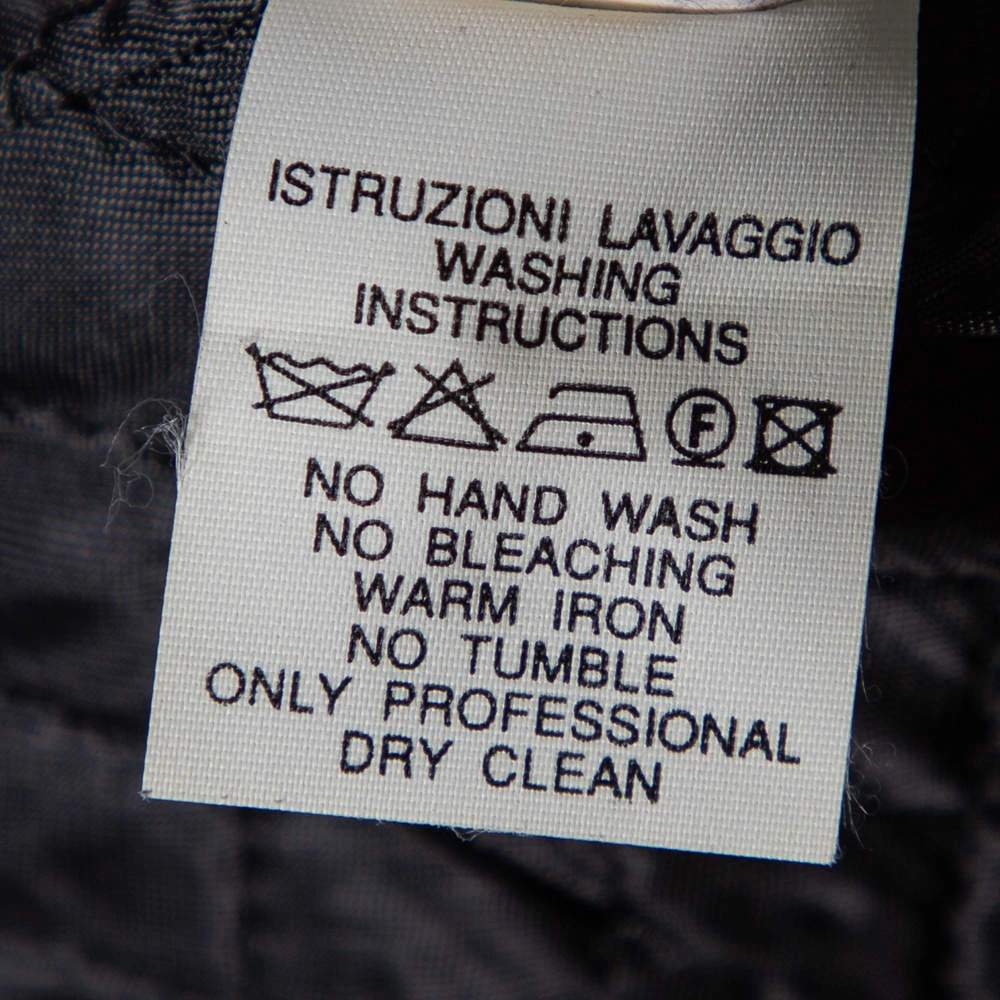 ISTRUZIONI LAVAGGIO
WASHING
INSTRUCTIONS
F
NO HAND WASH
NO BLEACHING
WARM IRON
NO TUMBLE
ONLY PROFESSIONAL
DRY CLEAN